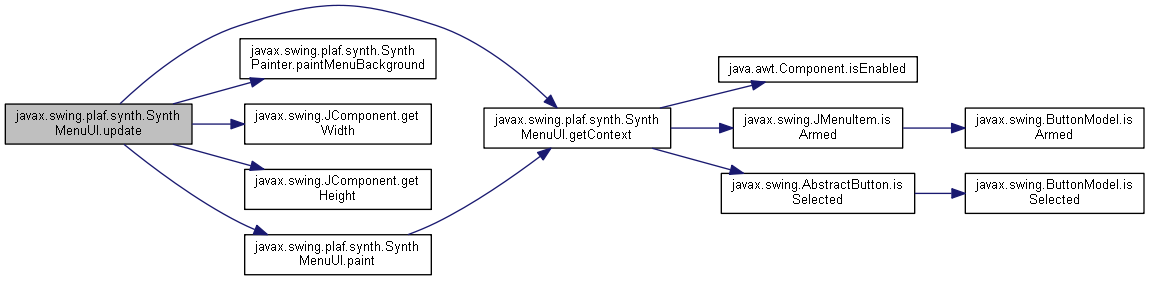 javax.swing.plaf.synth.Synth
MenuUI.update
javax.swing.plaf.synth.Synth
Painter.paintMenuBackground
javax.swing.JComponent.get
Width
javax.swing.JComponent.get
Height
javax.swing.plaf.synth.Synth
MenuUI.paint
javax.swing.plaf.synth.Synth
MenuUI.getContext
java.awt.Component.isEnabled
javax.swing.JMenuItem.is
Armed
javax.swing.AbstractButton.is
Selected
javax.swing.ButtonModel.is
Armed
javax.swing.ButtonModel.is
Selected